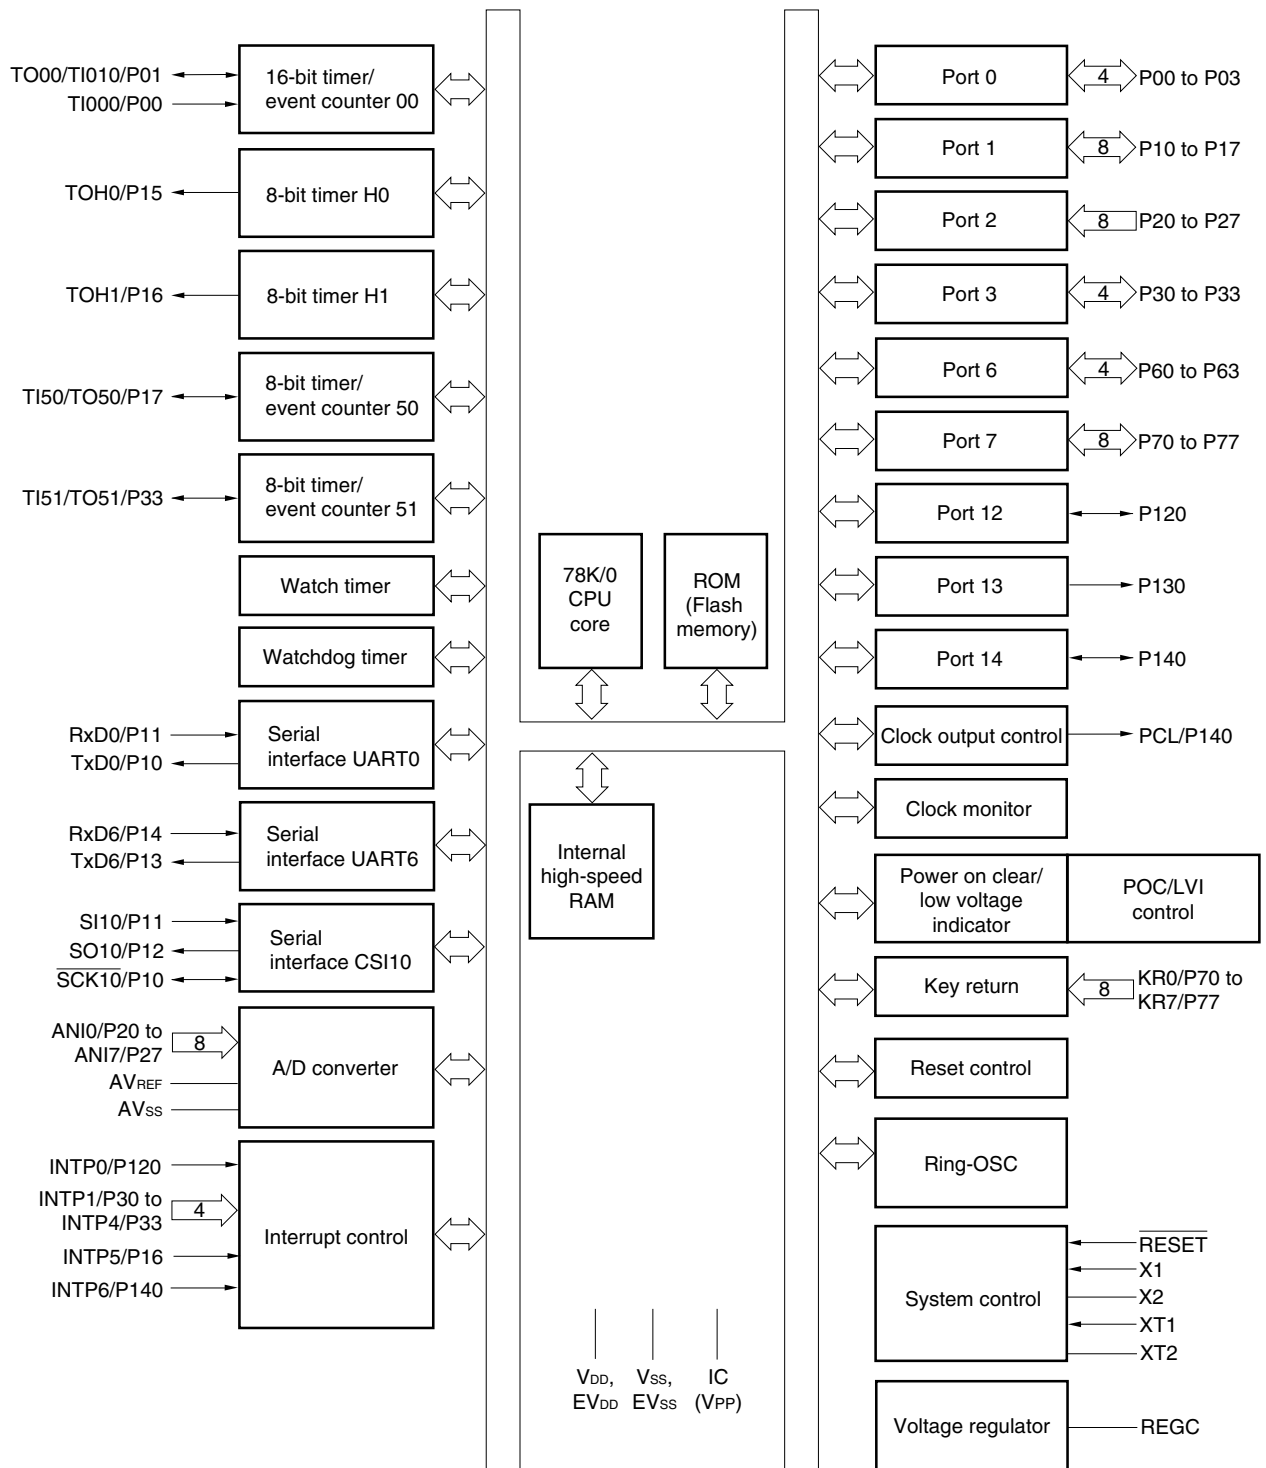 TO00/TI010/P01
TI000/P00
16-bit timer/
event counter 00
TOH0/P15
8-bit timer H0
TOH1/P16
8-bit timer H1
TI50/TO50/P17
8-bit timer/
event counter 50
TI51/TO51/P33
8-bit timer/
event counter 51
Watch timer
Watchdog timer
RxD0/P11
TxD0/P10
Serial
interface UART0
RxD6/P14
TxD6/P13
Serial
interface UART6
SI10/P11
SO10/P12
SCK10/P10
Serial
interface CSI10
ANI0/P20 to
ANI7/P27
8
AVREF
AVSS
A/D converter
INTP0/P120
INTP1/P30 to
INTP4/P33
4
INTP5/P16
INTP6/P140
Interrupt control
78K/0
CPU
core
ROM
(Flash
memory)
Internal
high-speed
RAM
VDD,
EVDD
VSS,
EVSS
IC
(VPP)
Port 0
4
P00 to P03
Port 1
8
P10 to P17
Port 2
8
P20 to P27
Port 3
4
P30 to P33
Port 6
4
P60 to P63
Port 7
8
P70 to P77
Port 12
P120
Port 13
P130
Port 14
P140
Clock output control
PCL/P140
Clock monitor
Power on clear/
low voltage
indicator
POC/LVI
control
Key return
8
KR0/P70 to
KR7/P77
Reset control
Ring-OSC
System control
RESET
X1
X2
XT1
XT2
Voltage regulator
REGC